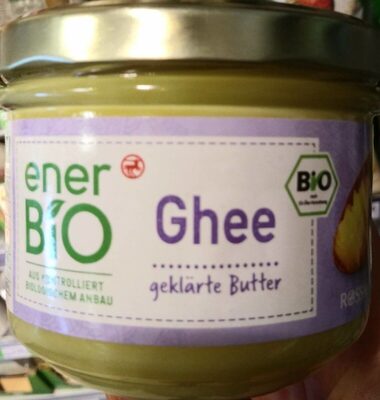 ener
BiO
AUS KONTROLLIERT
BIOLOGISCHEM ANBAU
Ghee
geklärte Butter
BiO